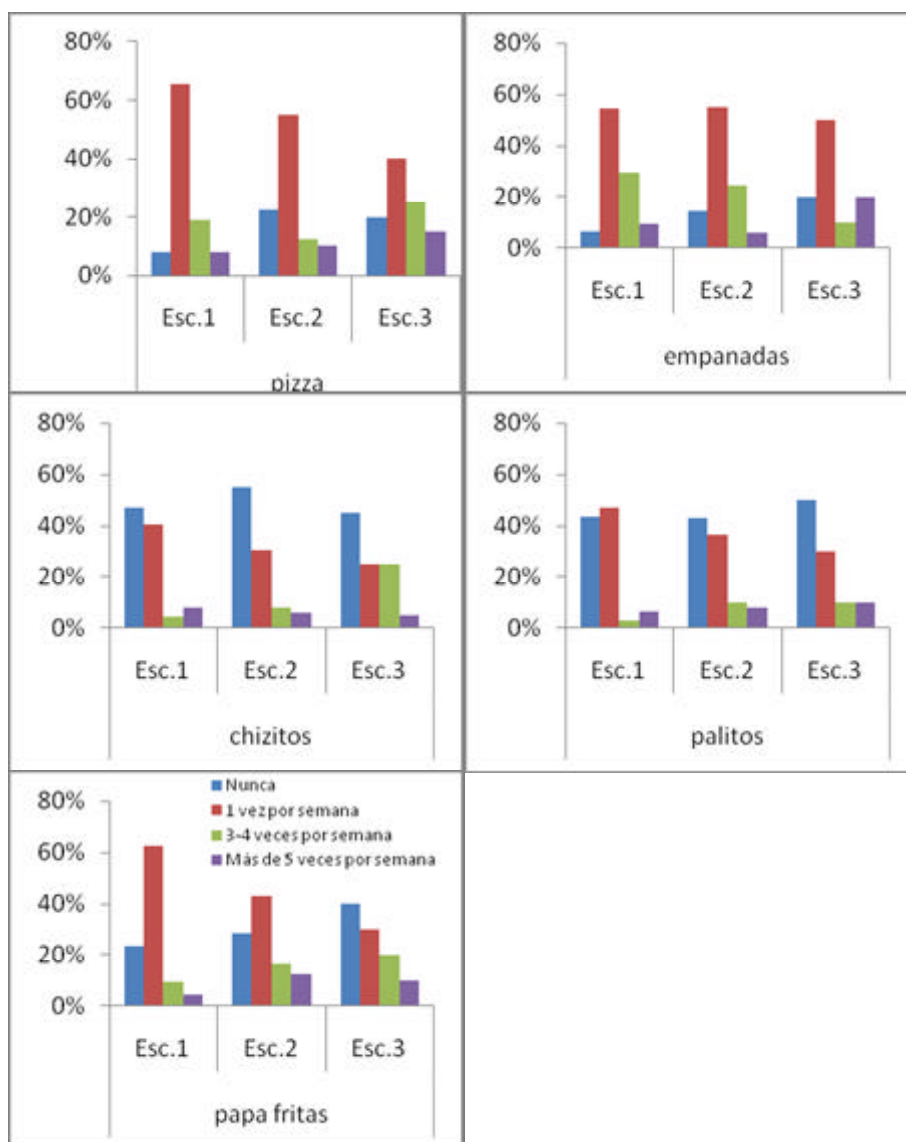 80%
60%
40%
20%
0%
Esc.1 Esc.2 Esc.3
pizza
80%
60%
40%
20%
0%
Esc.1 Esc.2 Esc.3
empanadas
80%
60%
40%
20%
0%
Esc.1 Esc.2 Esc.3
chizitos
80%
60%
40%
20%
0%
Esc.1 Esc.2 Esc.3
palitos
Nunca
1 vez por semana
3-4 veces por semana
Más de 5 veces por semana
80%
60%
40%
20%
0%
Esc.1 Esc.2 Esc.3
papa fritas